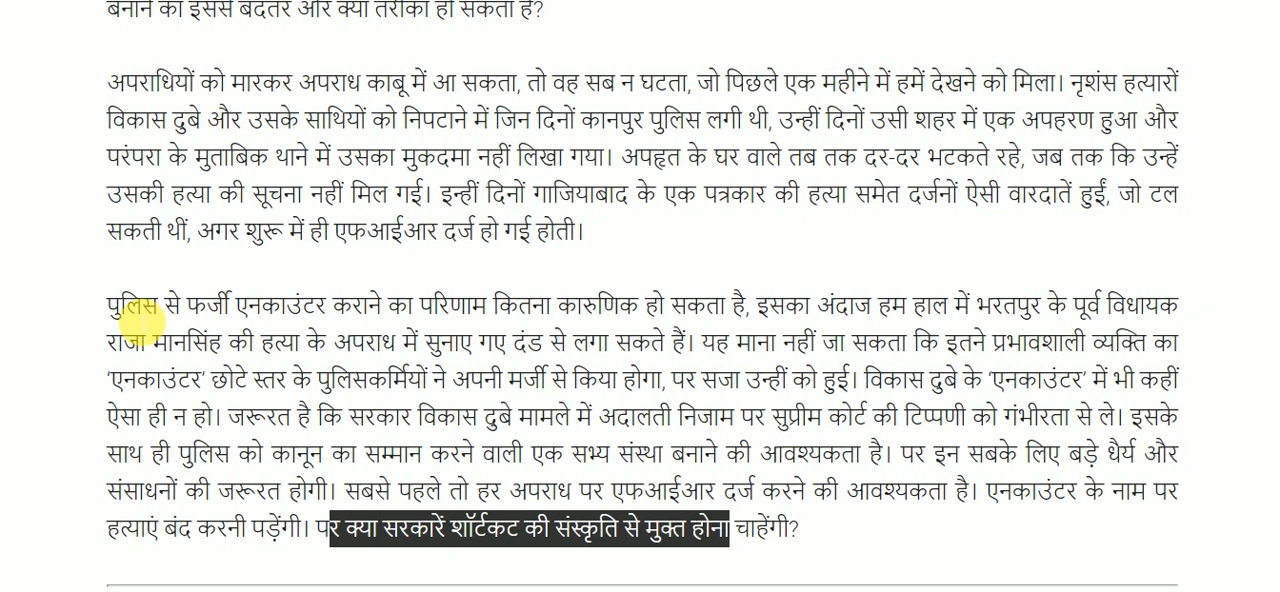 बनाने का इससे बदतर और क्या तरीका हो सकता है?
अपराधियों को मारकर अपराध काबू में आ सकता, तो वह सब न घटता, जो पिछले एक महीने में हमें देखने को मिला। नृशंस हत्यारों
विकास दुबे और उसके साथियों को निपटाने में जिन दिनों कानपुर पुलिस लगी थी, उन्हीं दिनों उसी शहर में एक अपहरण हुआ और
परंपरा के मुताबिक थाने में उसका मुकदमा नहीं लिखा गया। अपहृत के घर वाले तब तक दर-दर भटकते रहे, जब तक कि उन्हें
उसकी हत्या की सूचना नहीं मिल गई। इन्हीं दिनों गाजियाबाद के एक पत्रकार की हत्या समेत दर्जनों ऐसी वारदातें हुईं, जो टल
सकती थीं, अगर शुरू में ही एफआईआर दर्ज हो गई होती।
पुलिस से फर्जी एनकाउंटर कराने का परिणाम कितना कारुणिक हो सकता है, इसका अंदाज हम हाल में भरतपुर के पूर्व विधायक
राजा मानसिंह की हत्या के अपराध में सुनाए गए दंड से लगा सकते हैं। यह माना नहीं जा सकता कि इतने प्रभावशाली व्यक्ति का
‘एनकाउंटर’ छोटे स्तर के पुलिसकर्मियों ने अपनी मर्जी से किया होगा, पर सजा उन्हीं को हुई। विकास दुबे के ‘एनकाउंटर’ में भी कहीं
ऐसा ही न हो। जरूरत है कि सरकार विकास दुबे मामले में अदालती निजाम पर सुप्रीम कोर्ट की टिप्पणी को गंभीरता से ले। इसके
साथ ही पुलिस को कानून का सम्मान करने वाली एक सभ्य संस्था बनाने की आवश्यकता है। पर इन सबके लिए बड़े धैर्य और
संसाधनों की जरूरत होगी। सबसे पहले तो हर अपराध पर एफआईआर दर्ज करने की आवश्यकता है। एनकाउंटर के नाम पर
हत्याएं बंद करनी पड़ेंगी। पर क्या सरकारें शॉर्टकट की संस्कृति से मुक्त होना चाहेंगी?